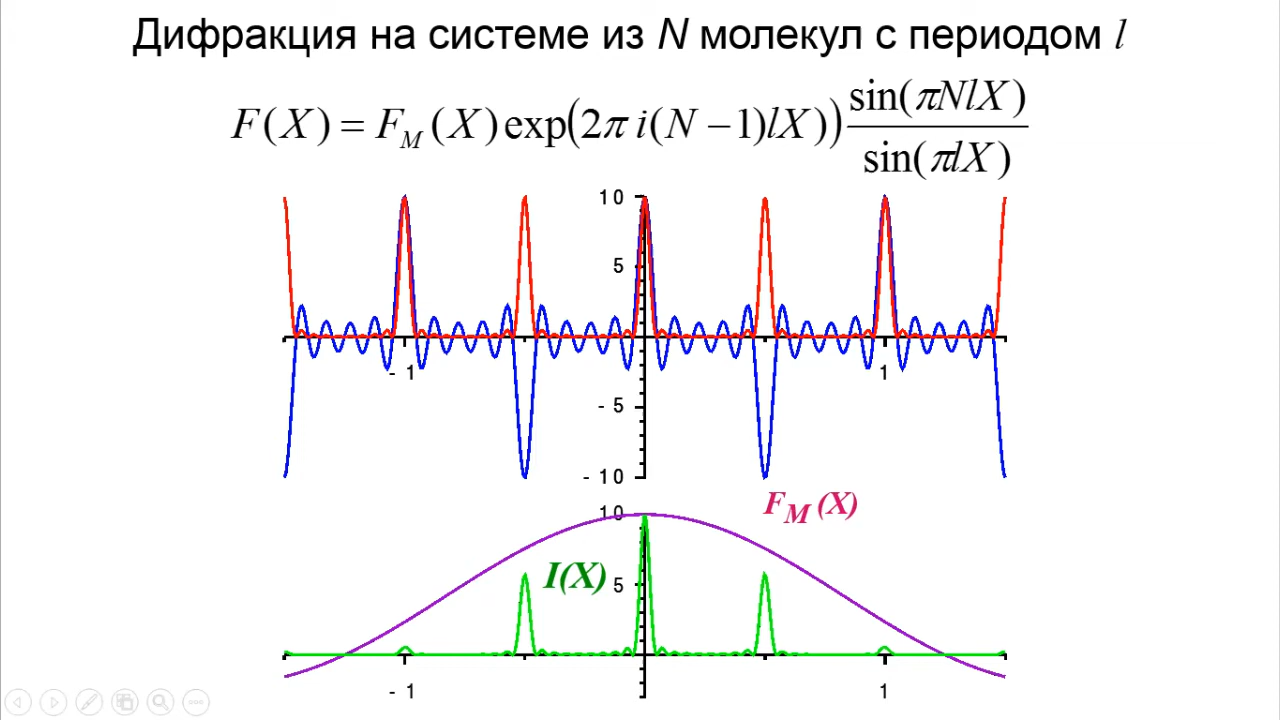 Дифракция на системе из N молекул с периодом l
F(X) = F_M(X) exp(2π i(N − 1)lX)) sin(πNlX) / sin(πlX)
10
5
- 1
1
- 5
- 10
F_M (X)
10
I(X)
5
- 1
1